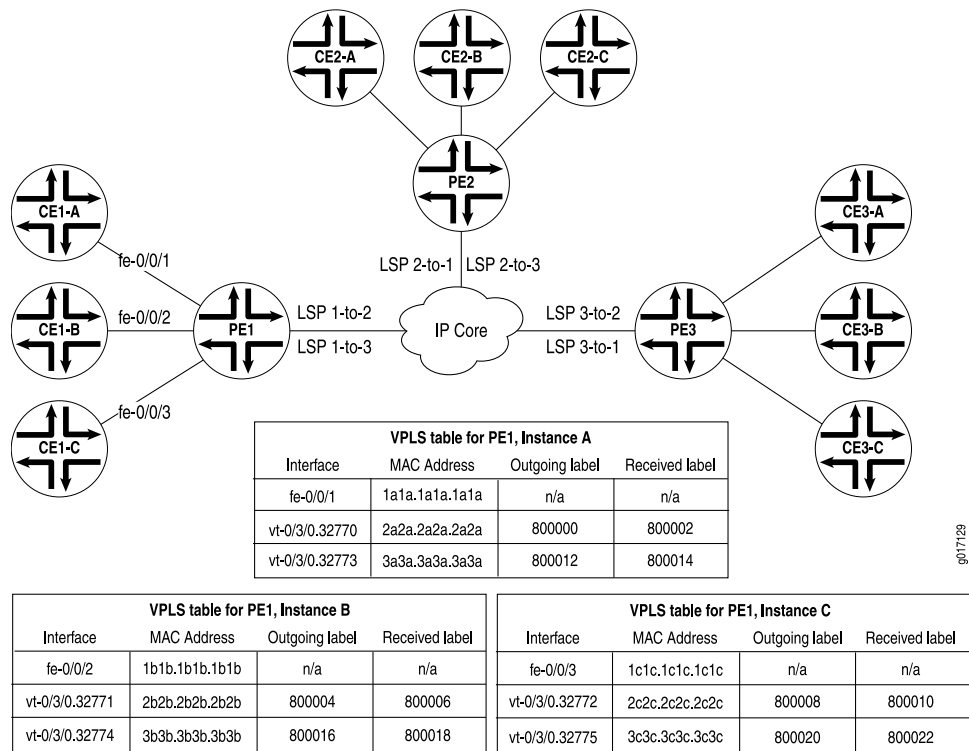 CE2-A
CE2-B
CE2-C
PE2
CE1-A
CE3-A
fe-0/0/1
LSP 2-to-1
LSP 2-to-3
CE1-B
fe-0/0/2
PE1
LSP 1-to-2
LSP 1-to-3
IP Core
LSP 3-to-2
LSP 3-to-1
PE3
CE3-B
fe-0/0/3
CE1-C
CE3-C
VPLS table for PE1, Instance A
Interface MAC Address Outgoing label Received label
fe-0/0/1 1a1a.1a1a.1a1a n/a n/a
vt-0/3/0.32770 2a2a.2a2a.2a2a 800000 800002
vt-0/3/0.32773 3a3a.3a3a.3a3a 800012 800014
g017129
VPLS table for PE1, Instance B
Interface MAC Address Outgoing label Received label
fe-0/0/2 1b1b.1b1b.1b1b n/a n/a
vt-0/3/0.32771 2b2b.2b2b.2b2b 800004 800006
vt-0/3/0.32774 3b3b.3b3b.3b3b 800016 800018
VPLS table for PE1, Instance C
Interface MAC Address Outgoing label Received label
fe-0/0/3 1c1c.1c1c.1c1c n/a n/a
vt-0/3/0.32772 2c2c.2c2c.2c2c 800008 800010
vt-0/3/0.32775 3c3c.3c3c.3c3c 800020 800022